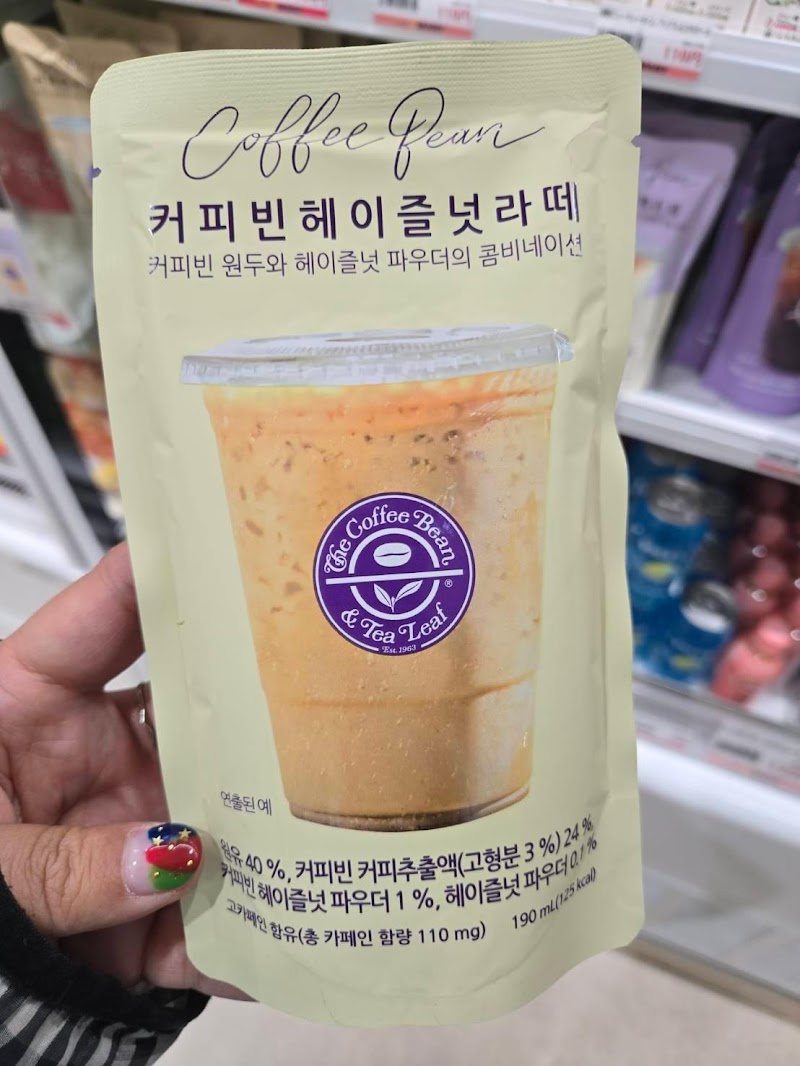 Coffee Bean
커피빈헤이즐넛라떼
커피빈 원두와 헤이즐넛 파우더의 콤비네이션
The Coffee Bean
®
& Tea Leaf
Est. 1963
연출된 예
원유 40 %, 커피빈 커피추출액(고형분 3 %) 24 %,
커피빈 헤이즐넛 파우더 1 %, 헤이즐넛 파우더 0.1 %
고카페인 함유(총 카페인 함량 110 mg) 190 mL(125 kcal)